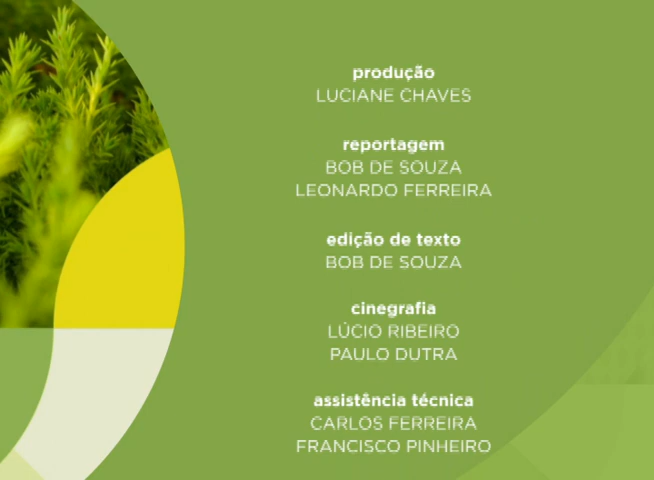 produção
LUCIANE CHAVES
reportagem
BOB DE SOUZA
LEONARDO FERREIRA
edição de texto
BOB DE SOUZA
cinegrafia
LÚCIO RIBEIRO
PAULO DUTRA
assistência técnica
CARLOS FERREIRA
FRANCISCO PINHEIRO